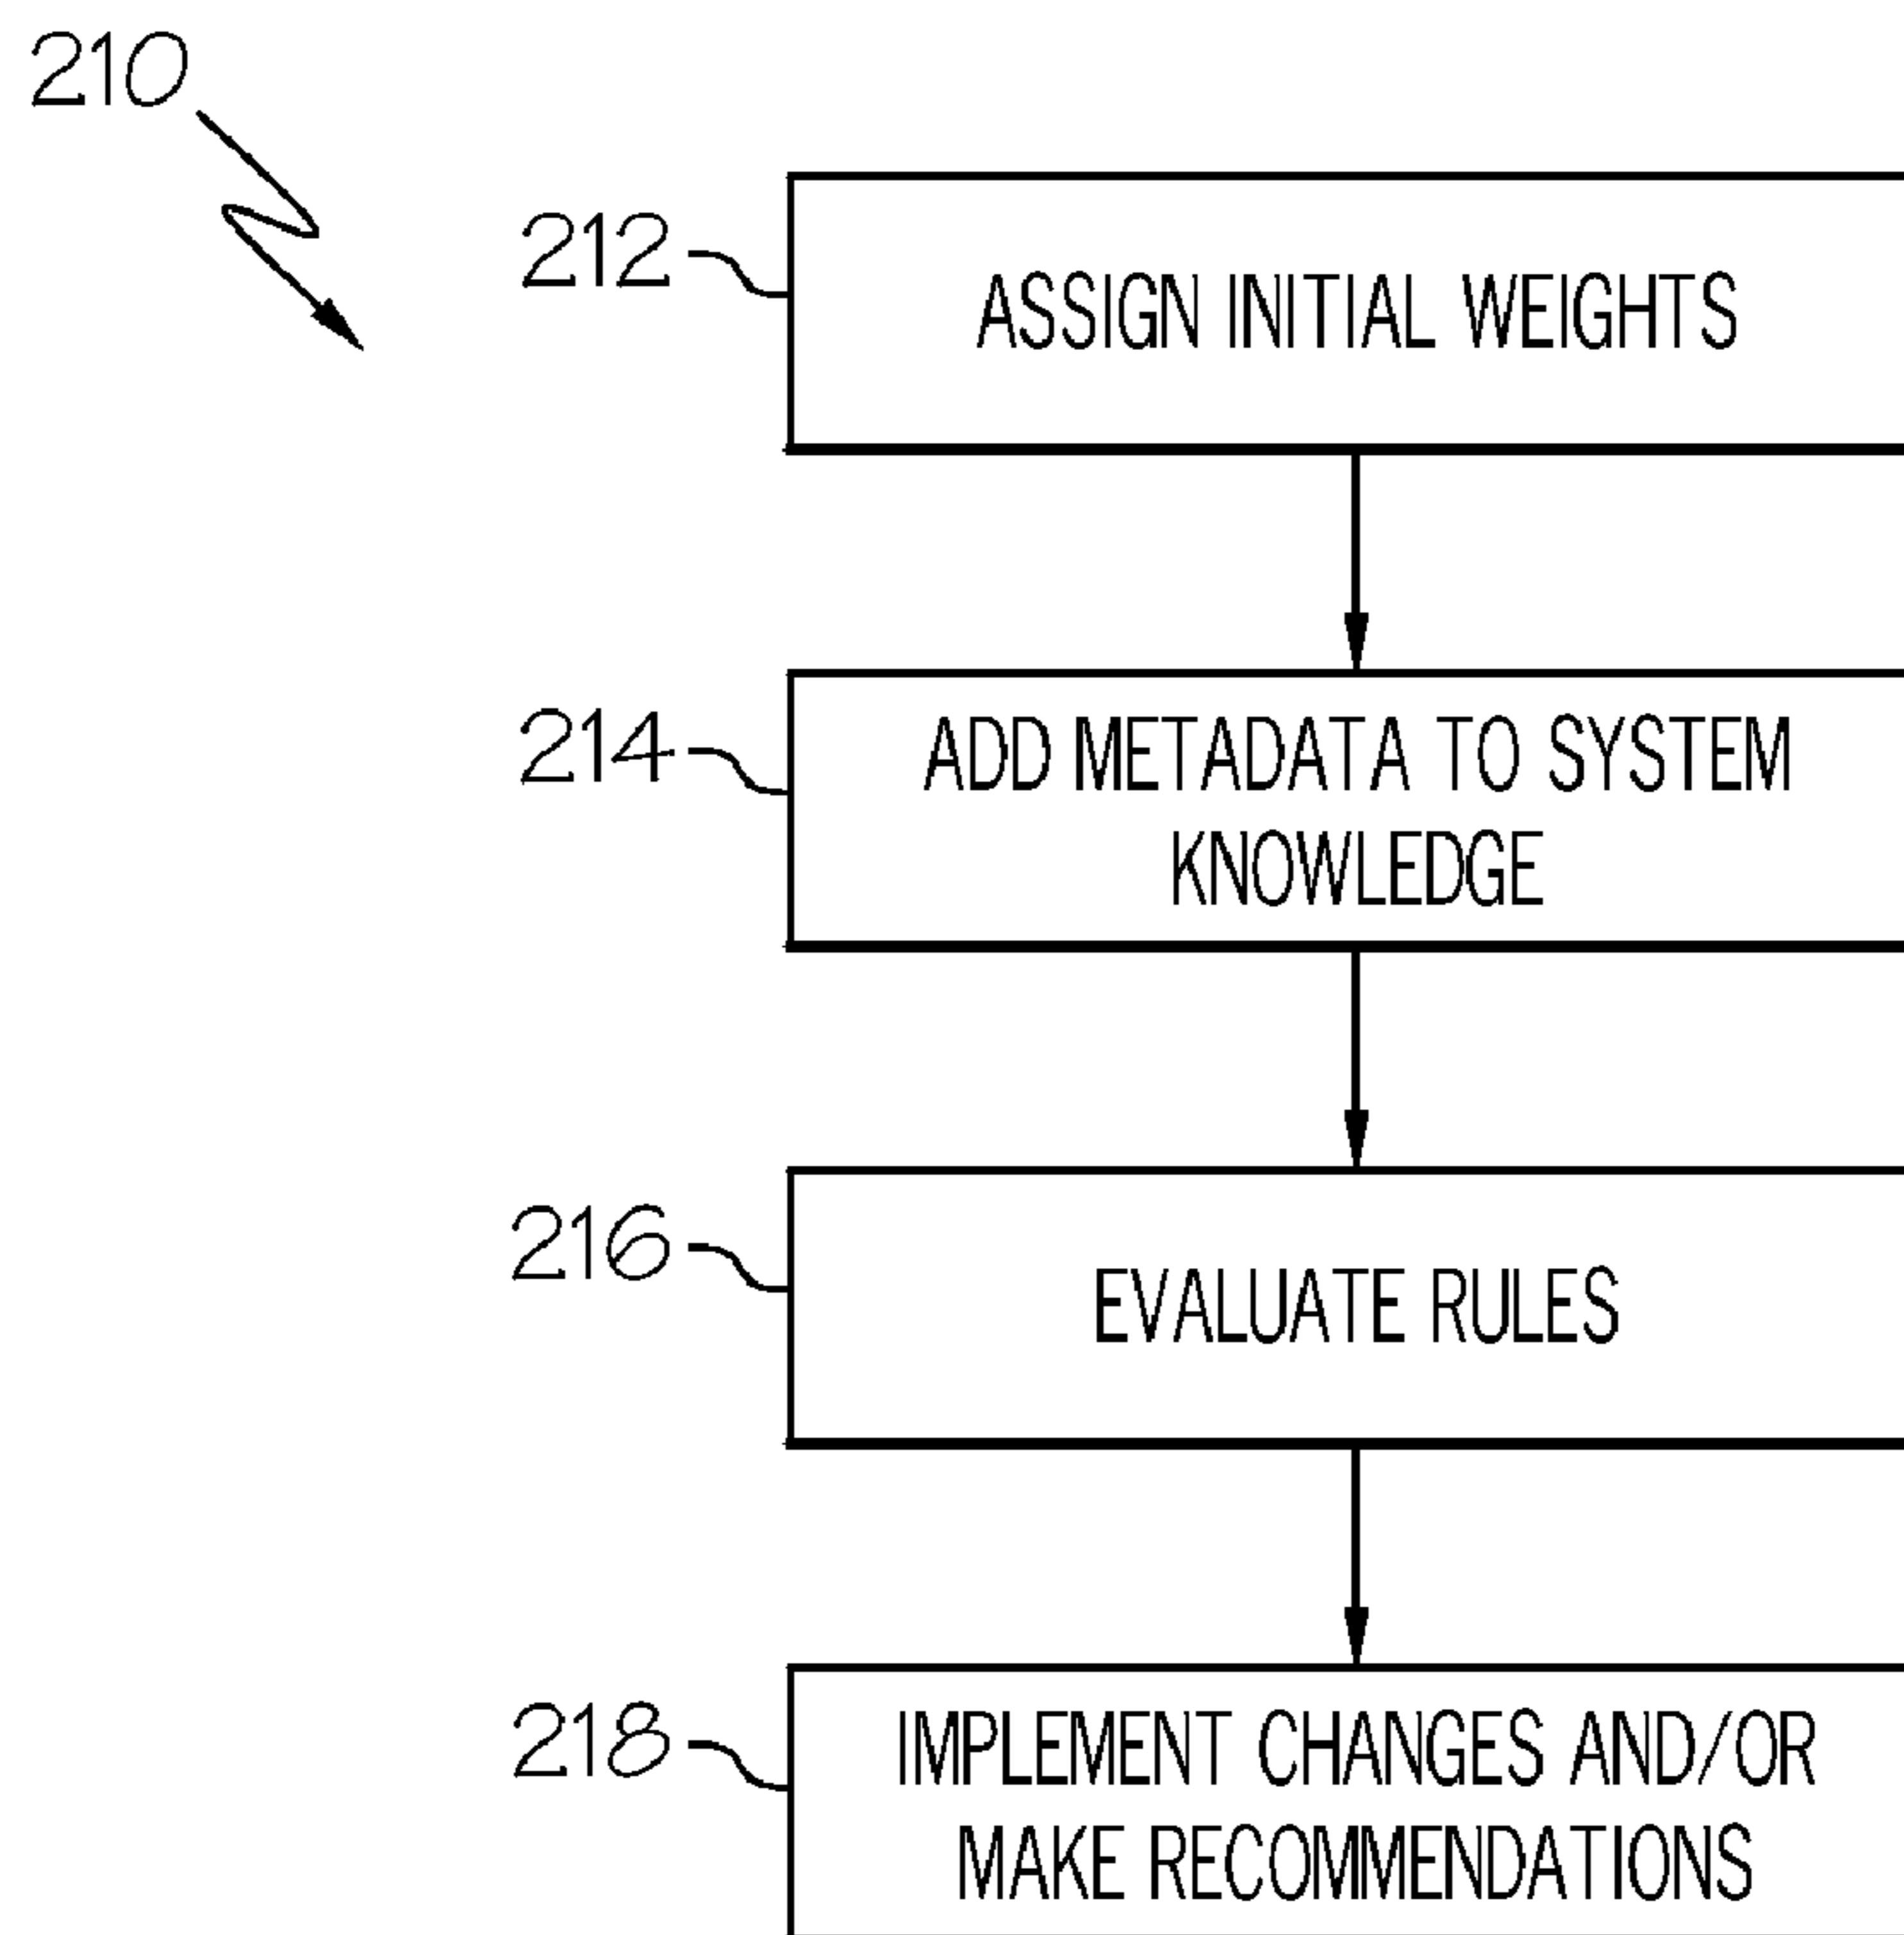 210
212
ASSIGN INITIAL WEIGHTS
214
ADD METADATA TO SYSTEM
KNOWLEDGE
216
EVALUATE RULES
218
IMPLEMENT CHANGES AND/OR
MAKE RECOMMENDATIONS